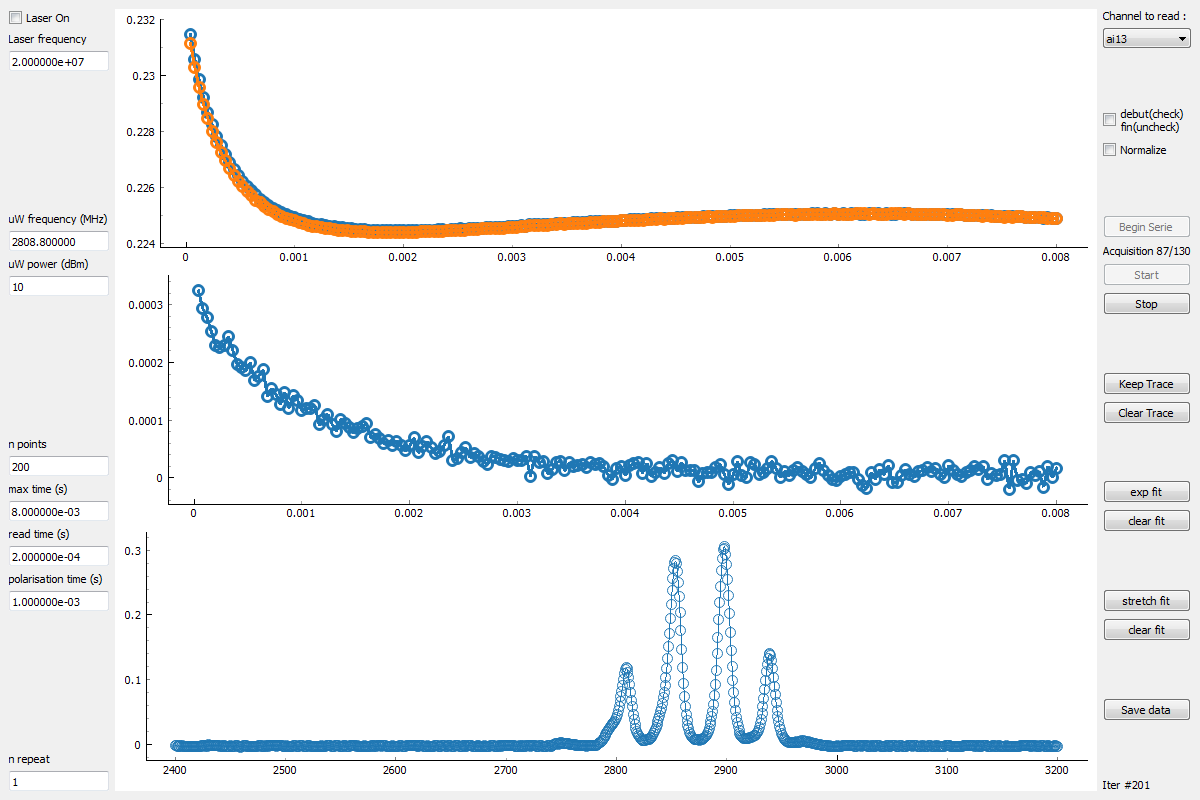 Laser On
Laser frequency
2.000000e+07
uW frequency (MHz)
2808.800000
uW power (dBm)
10
n points
200
max time (s)
8.000000e-03
read time (s)
2.000000e-04
polarisation time (s)
1.000000e-03
n repeat
1
0.232
0.23
0.228
0.226
0.224
0 0.001 0.002 0.003 0.004 0.005 0.006 0.007 0.008
0.0003
0.0002
0.0001
0
0 0.001 0.002 0.003 0.004 0.005 0.006 0.007 0.008
0.3
0.2
0.1
0
2400 2500 2600 2700 2800 2900 3000 3100 3200
Channel to read :
ai13
debut(check)
fin(uncheck)
Normalize
Begin Serie
Acquisition 87/130
Start
Stop
Keep Trace
Clear Trace
exp fit
clear fit
stretch fit
clear fit
Save data
Iter #201